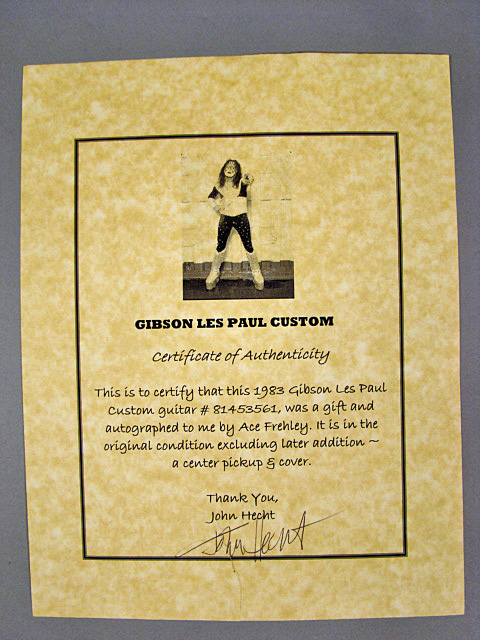 GIBSON LES PAUL CUSTOM
Certificate of Authenticity
This is to certify that this 1983 Gibson Les Paul
Custom guitar # 81453561, was a gift and
autographed to me by Ace Frehley. It is in the
original condition excluding later addition ~
a center pickup & cover.
Thank You,
John Hecht
John Hecht